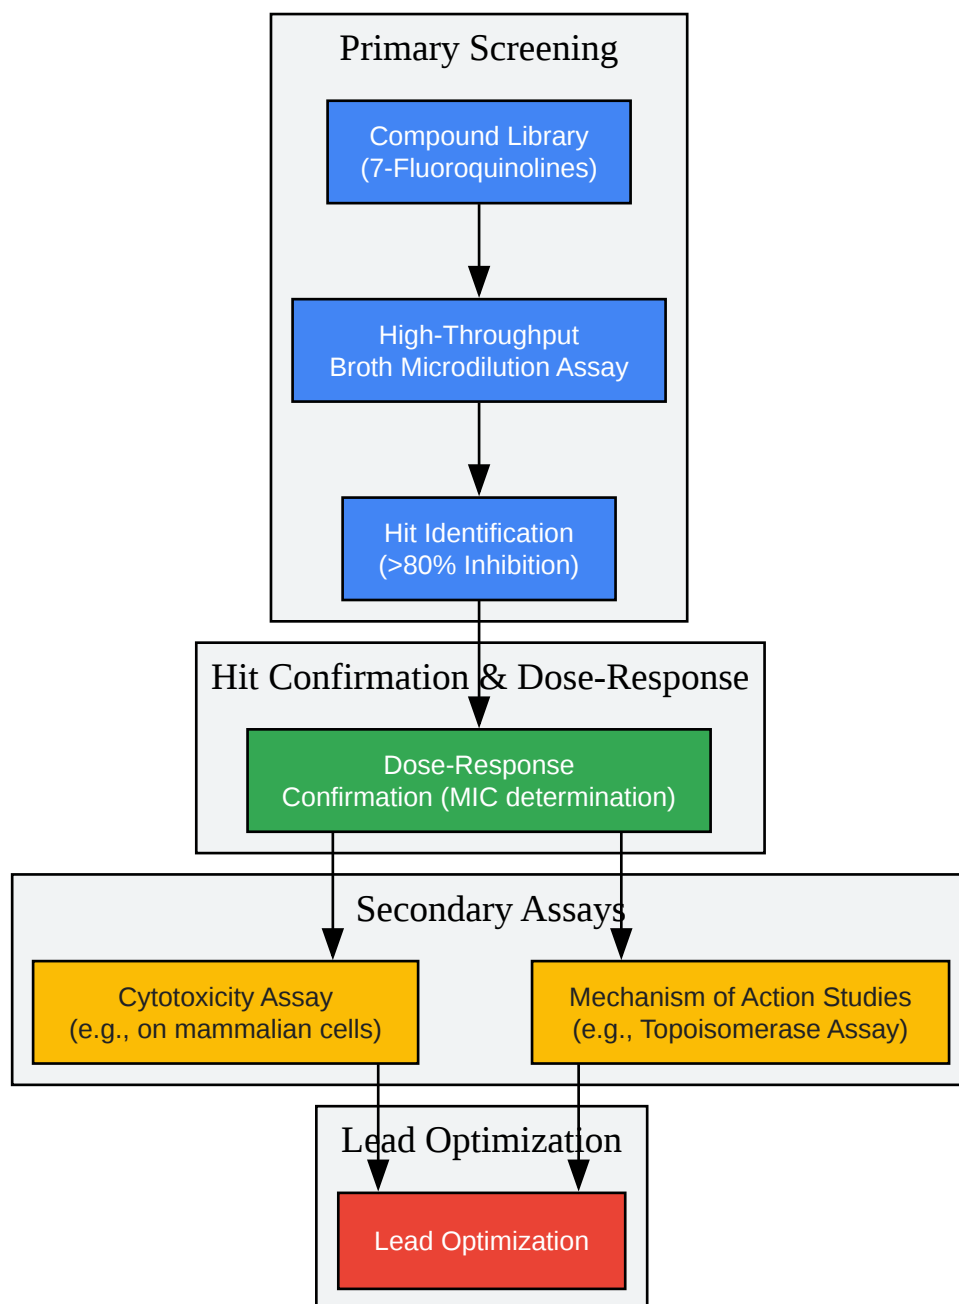 Primary Screening
Compound Library
(7-Fluoroquinolines)
High-Throughput
Broth Microdilution Assay
Hit Identification
(>80% Inhibition)
Hit Confirmation & Dose-Response
Dose-Response
Confirmation (MIC determination)
Secondary Assays
Cytotoxicity Assay
(e.g., on mammalian cells)
Mechanism of Action Studies
(e.g., Topoisomerase Assay)
Lead Optimization
Lead Optimization